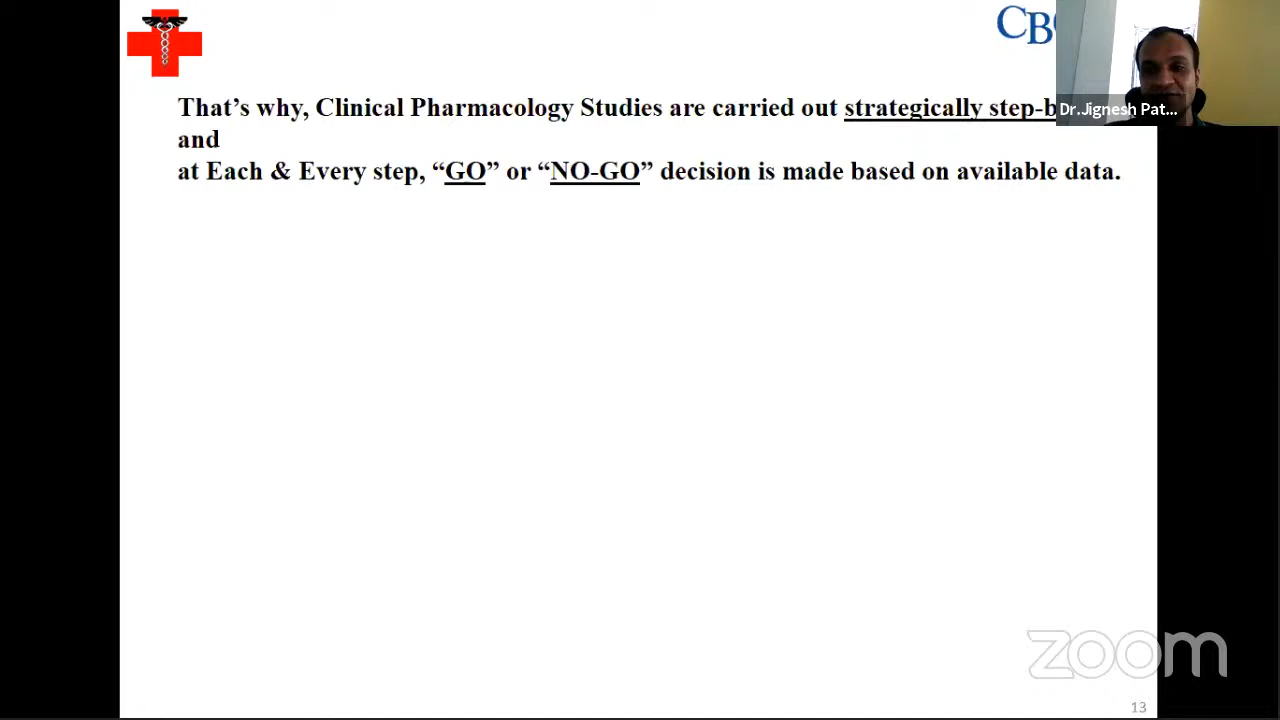 CB
Dr.Jignesh Pat...
That's why, Clinical Pharmacology Studies are carried out strategically step-b
and
at Each & Every step, “GO” or “NO-GO” decision is made based on available data.
zoom
13